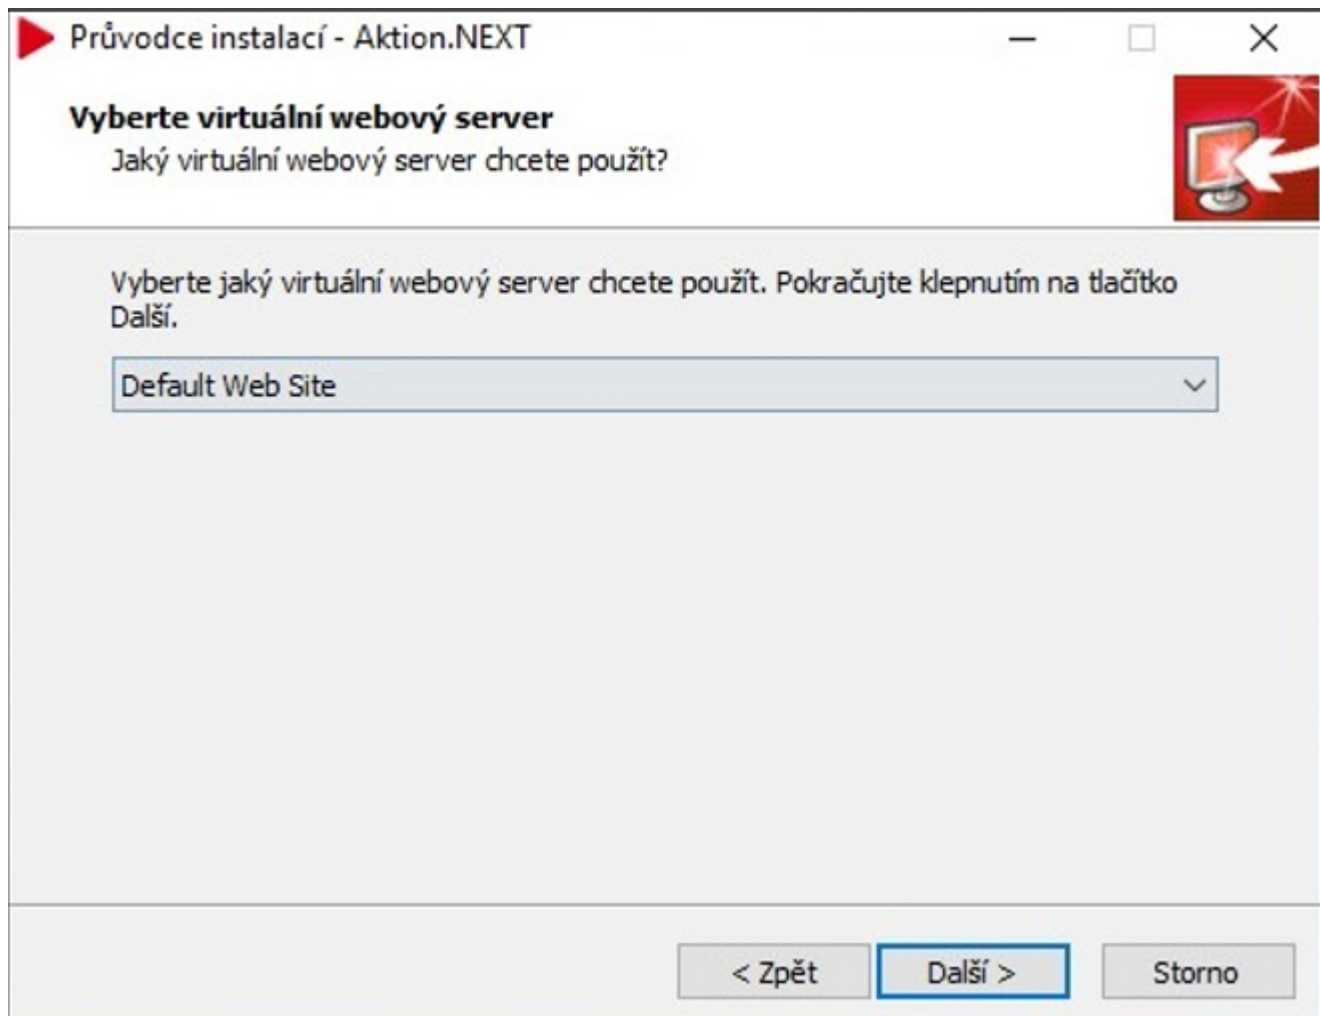 Průvodce instalací - Aktion.NEXT
Vyberte virtuální webový server
Jaký virtuální webový server chcete použít?
Vyberte jaký virtuální webový server chcete použít. Pokračujte klepnutím na tlačítko
Další.
Default Web Site
< Zpět
Další >
Storno